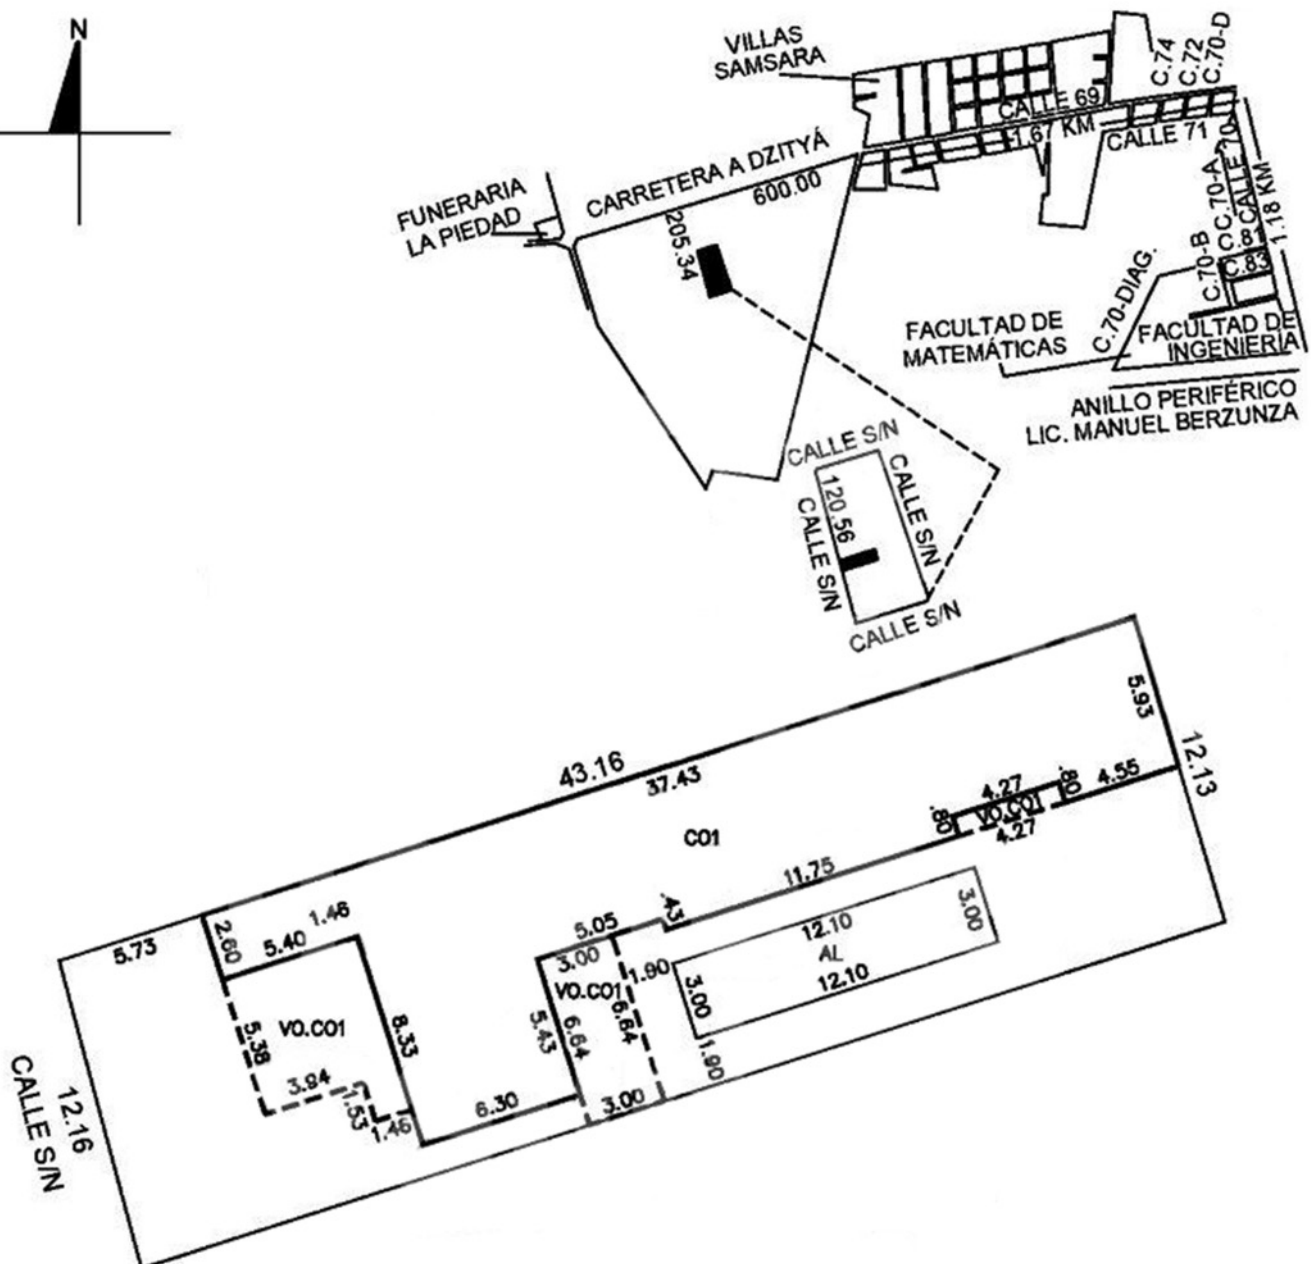 N
VILLAS
SAMSARA
C.74
C.72
C.70-D
CALLE 69
1.67 KM
CALLE 71
CARRETERA A DZITYÁ
600.00
FUNERARIA
LA PIEDAD
205.34
CALLE 70
C.70-A
1.18 KM
C.81
C.83
C.70-B
C.70-DIAG.
FACULTAD DE
MATEMÁTICAS
FACULTAD DE
INGENIERÍA
ANILLO PERIFÉRICO
LIC. MANUEL BERZUNZA
CALLE S/N
120.56
CALLE S/N
CALLE S/N
CALLE S/N
5.93
12.13
43.16
37.43
4.27
.80
4.55
.80
VO.CO1
4.27
CO1
11.75
.43
5.05
3.00
VO.CO1
1.90
12.10
3.00
AL
12.10
3.00
1.90
6.64
5.43
6.64
3.00
5.73
2.60
1.46
5.40
VO.CO1
5.38
8.33
3.94
1.53
1.46
6.30
12.16
CALLE S/N